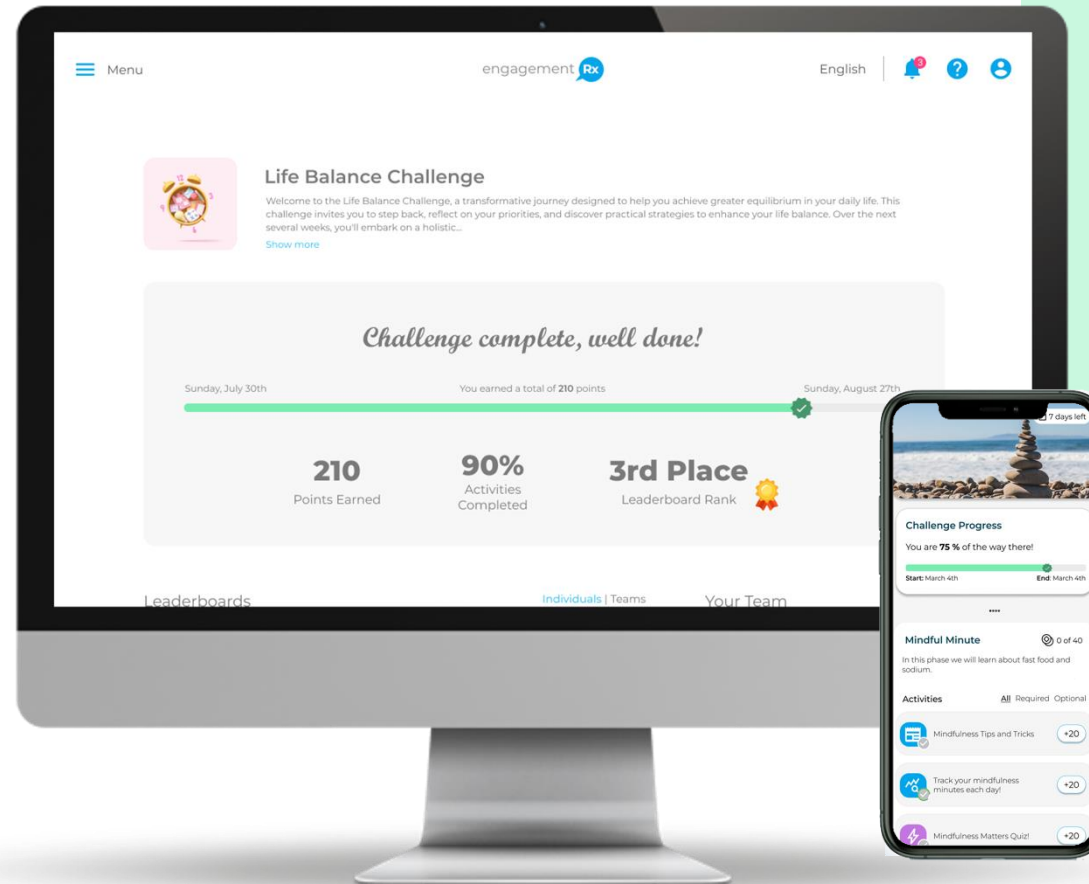 Menu
engagement Rx
English
3
?
Life Balance Challenge
Welcome to the Life Balance Challenge, a transformative journey designed to help you achieve greater equilibrium in your daily life. This
challenge invites you to step back, reflect on your priorities, and discover practical strategies to enhance your life balance. Over the next
several weeks, you'll embark on a holistic...
Show more
Challenge complete, well done!
Sunday, July 30th
You earned a total of 210 points
Sunday, August 27th
210
Points Earned
90%
Activities
Completed
3rd Place
Leaderboard Rank
Leaderboards
Individuals | Teams
Your Team
7 days left
Challenge Progress
You are 75 % of the way there!
Start: March 4th
End: March 4th
Mindful Minute
0 of 40
In this phase we will learn about fast food and
sodium.
Activities
All Required Optional
Mindfulness Tips and Tricks
+20
Track your mindfulness
minutes each day!
+20
Mindfulness Matters Quiz!
+20